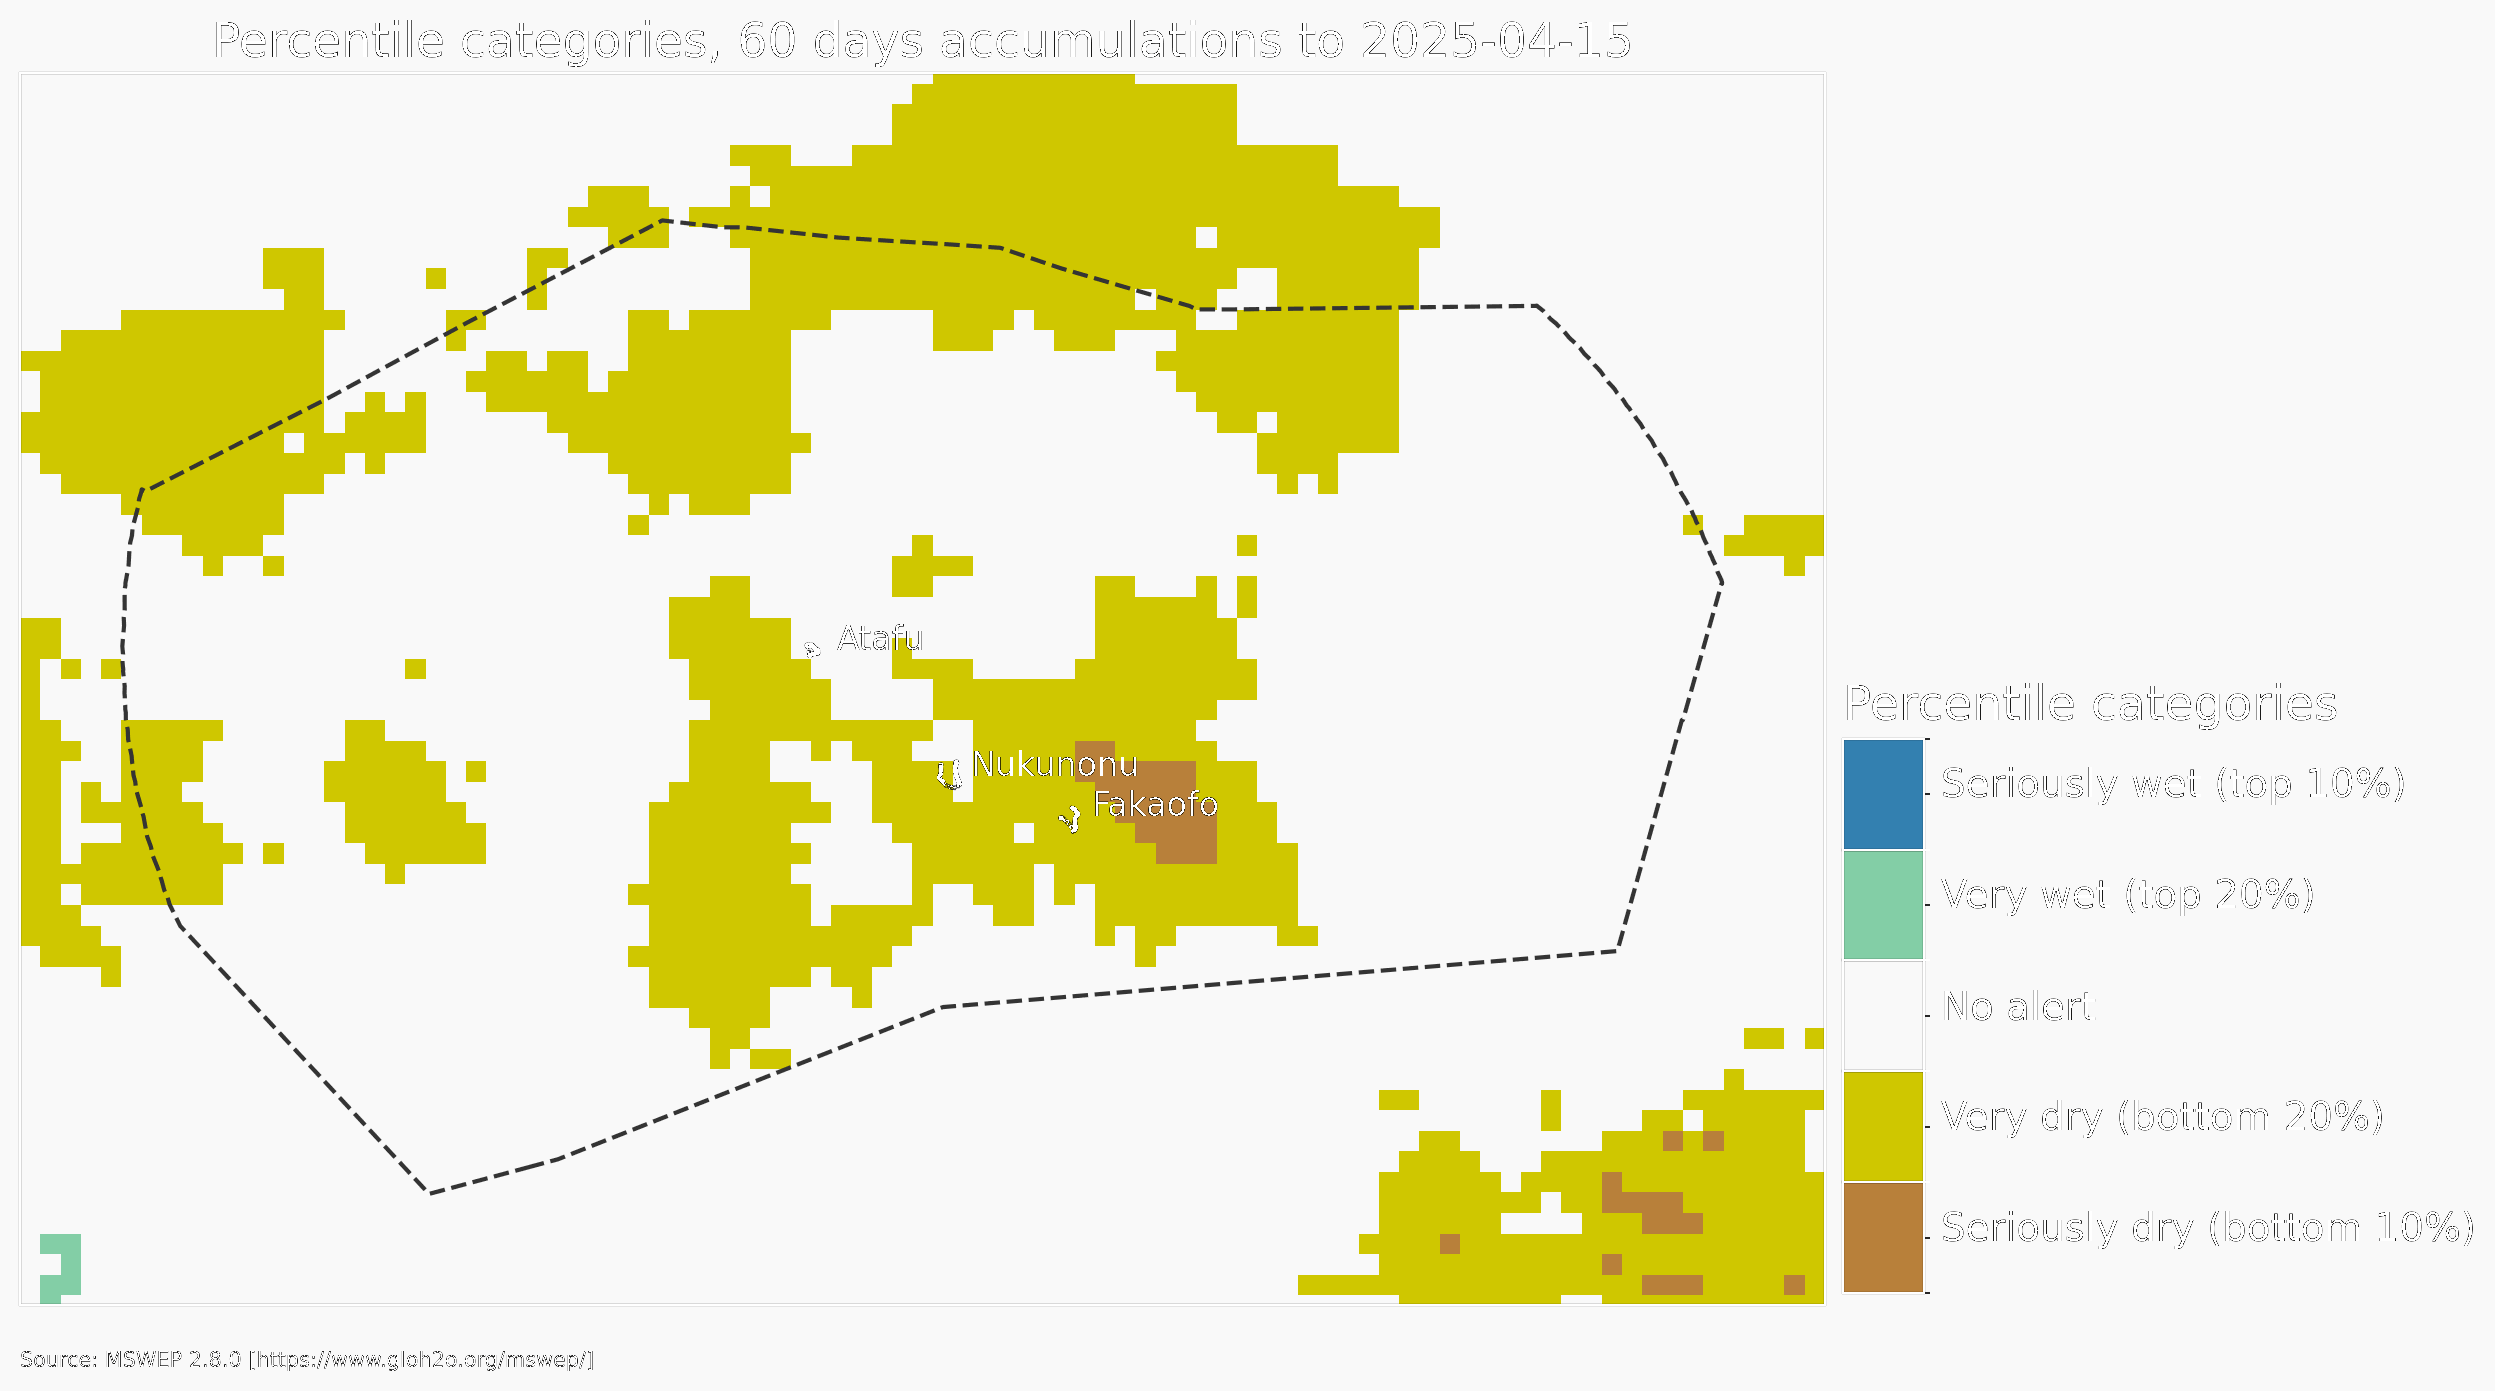 Percentile categories, 60 days accumulations to 2025-04-15
Atafu
Nukunonu
Fakaofo
Percentile categories
Seriously wet (top 10%)
Very wet (top 20%)
No alert
Very dry (bottom 20%)
Seriously dry (bottom 10%)
Source: MSWEP 2.8.0 [https://www.gloh2o.org/mswep/]